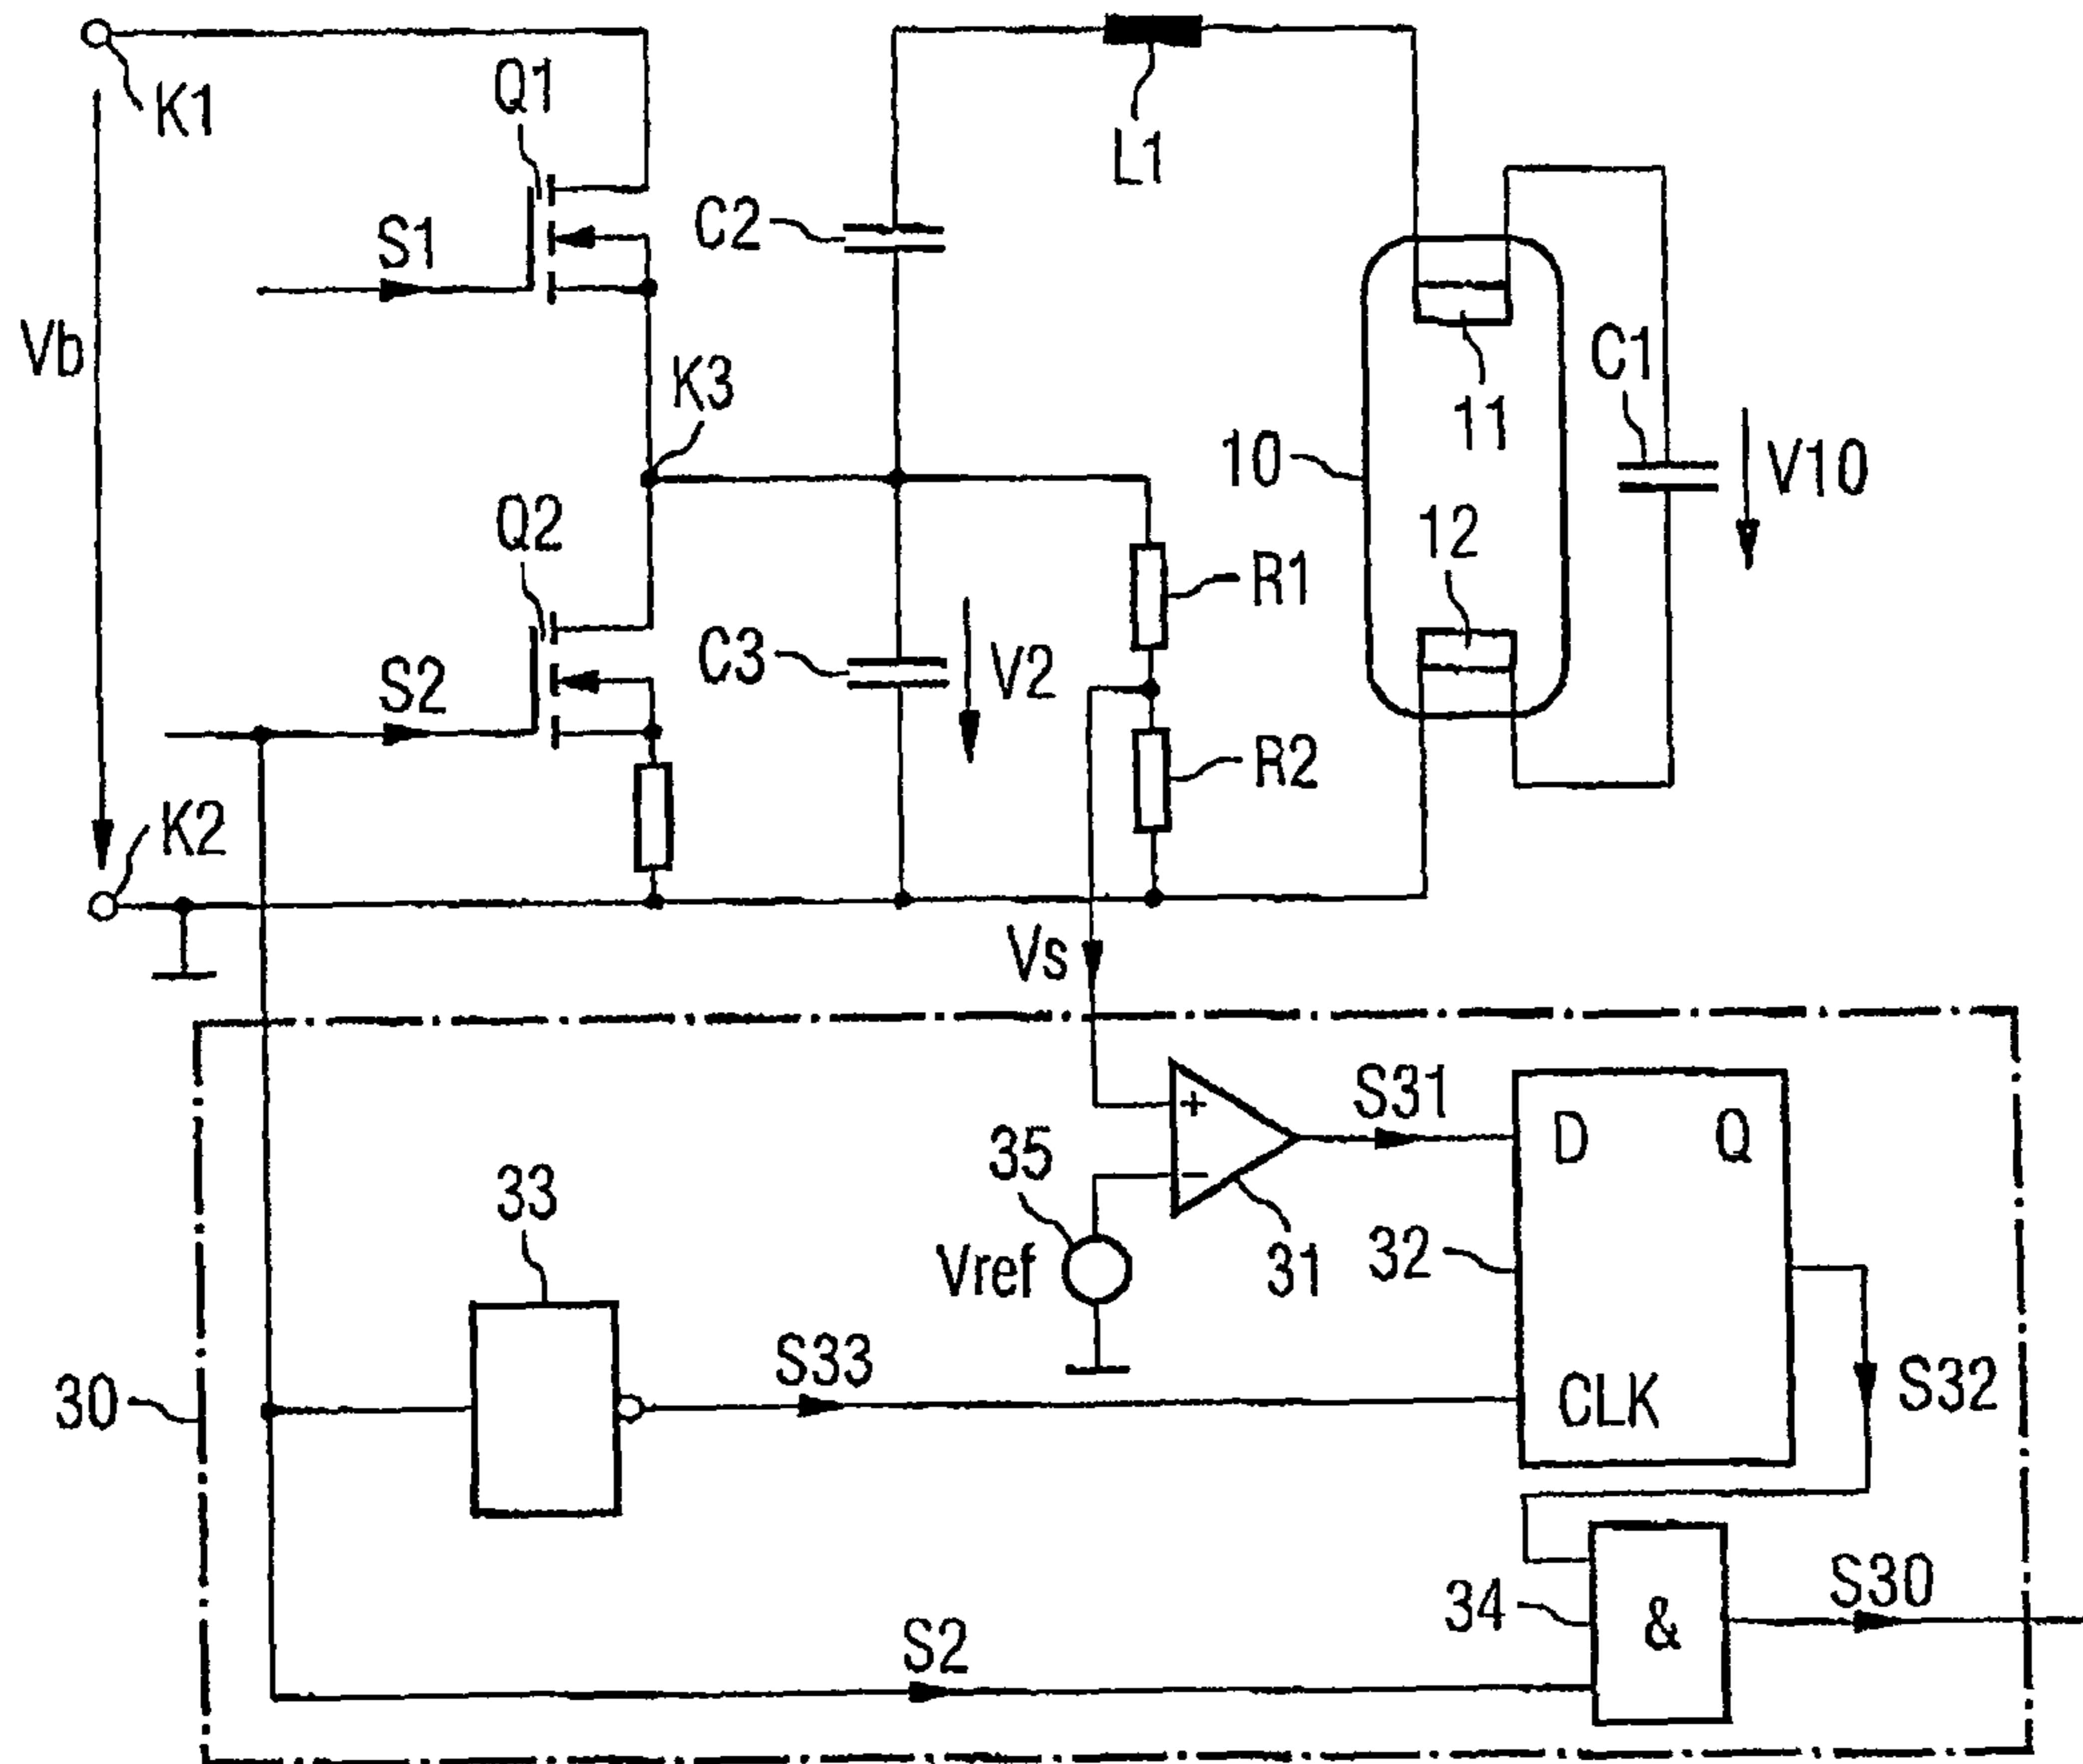 K1
Q1
L1
S1
C2
Vb
K3
11
C1
10
V10
Q2
12
R1
S2
C3
V2
R2
K2
Vs
S31
D
Q
+
35
33
−
Vref
31
32
S33
S32
30
CLK
34
&
S30
S2